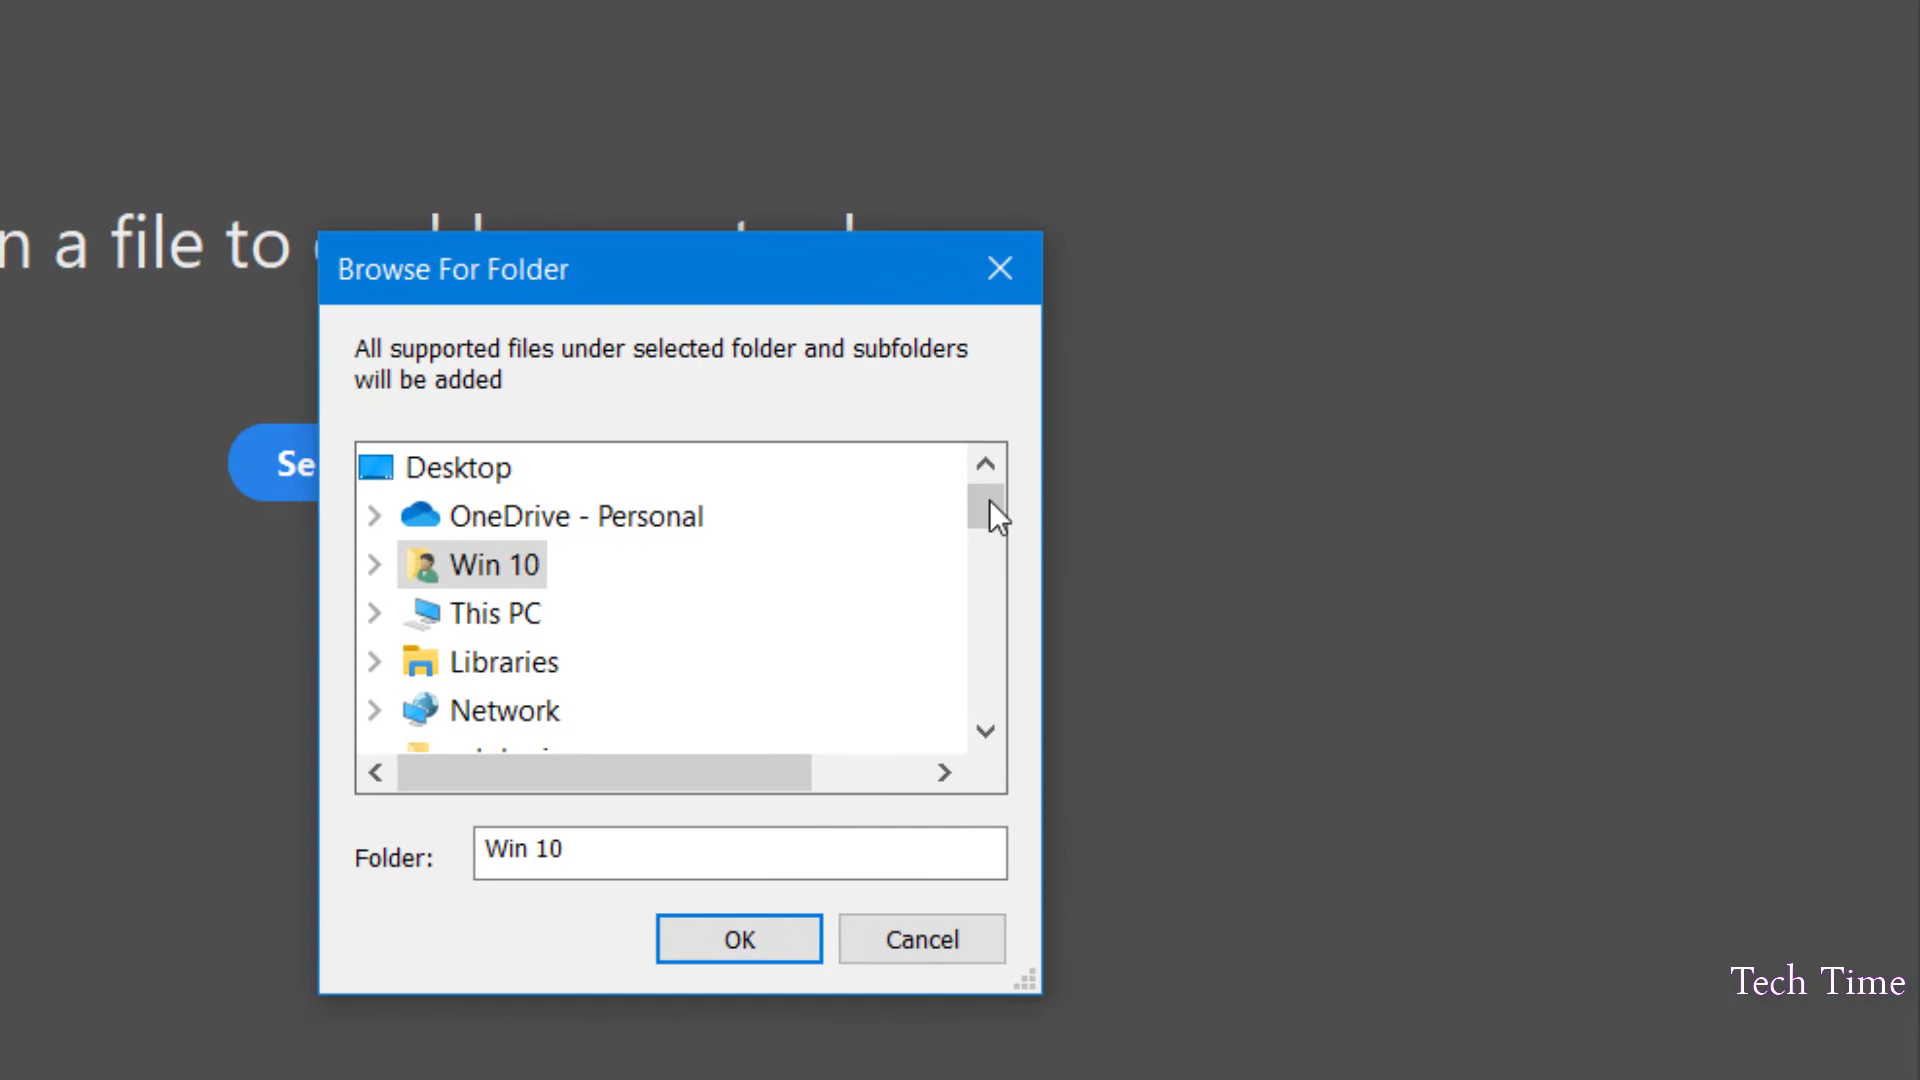 n a file to
Browse For Folder
All supported files under selected folder and subfolders
will be added
Se
Desktop
OneDrive - Personal
Win 10
This PC
Libraries
Network
Folder:
Win 10
OK
Cancel
Tech Time